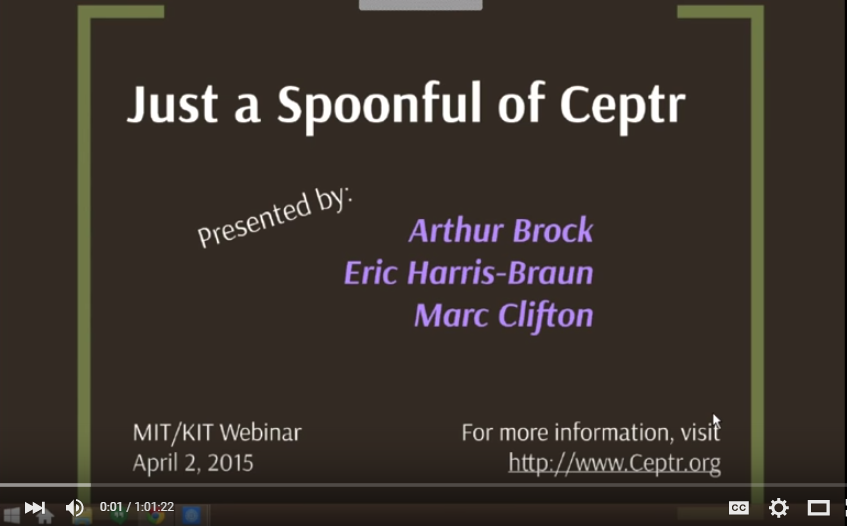 Just a Spoonful of Ceptr
Presented by:
Arthur Brock
Eric Harris-Braun
Marc Clifton
MIT/KIT Webinar
April 2, 2015
For more information, visit
http://www.Ceptr.org
0:01 / 1:01:22
CC